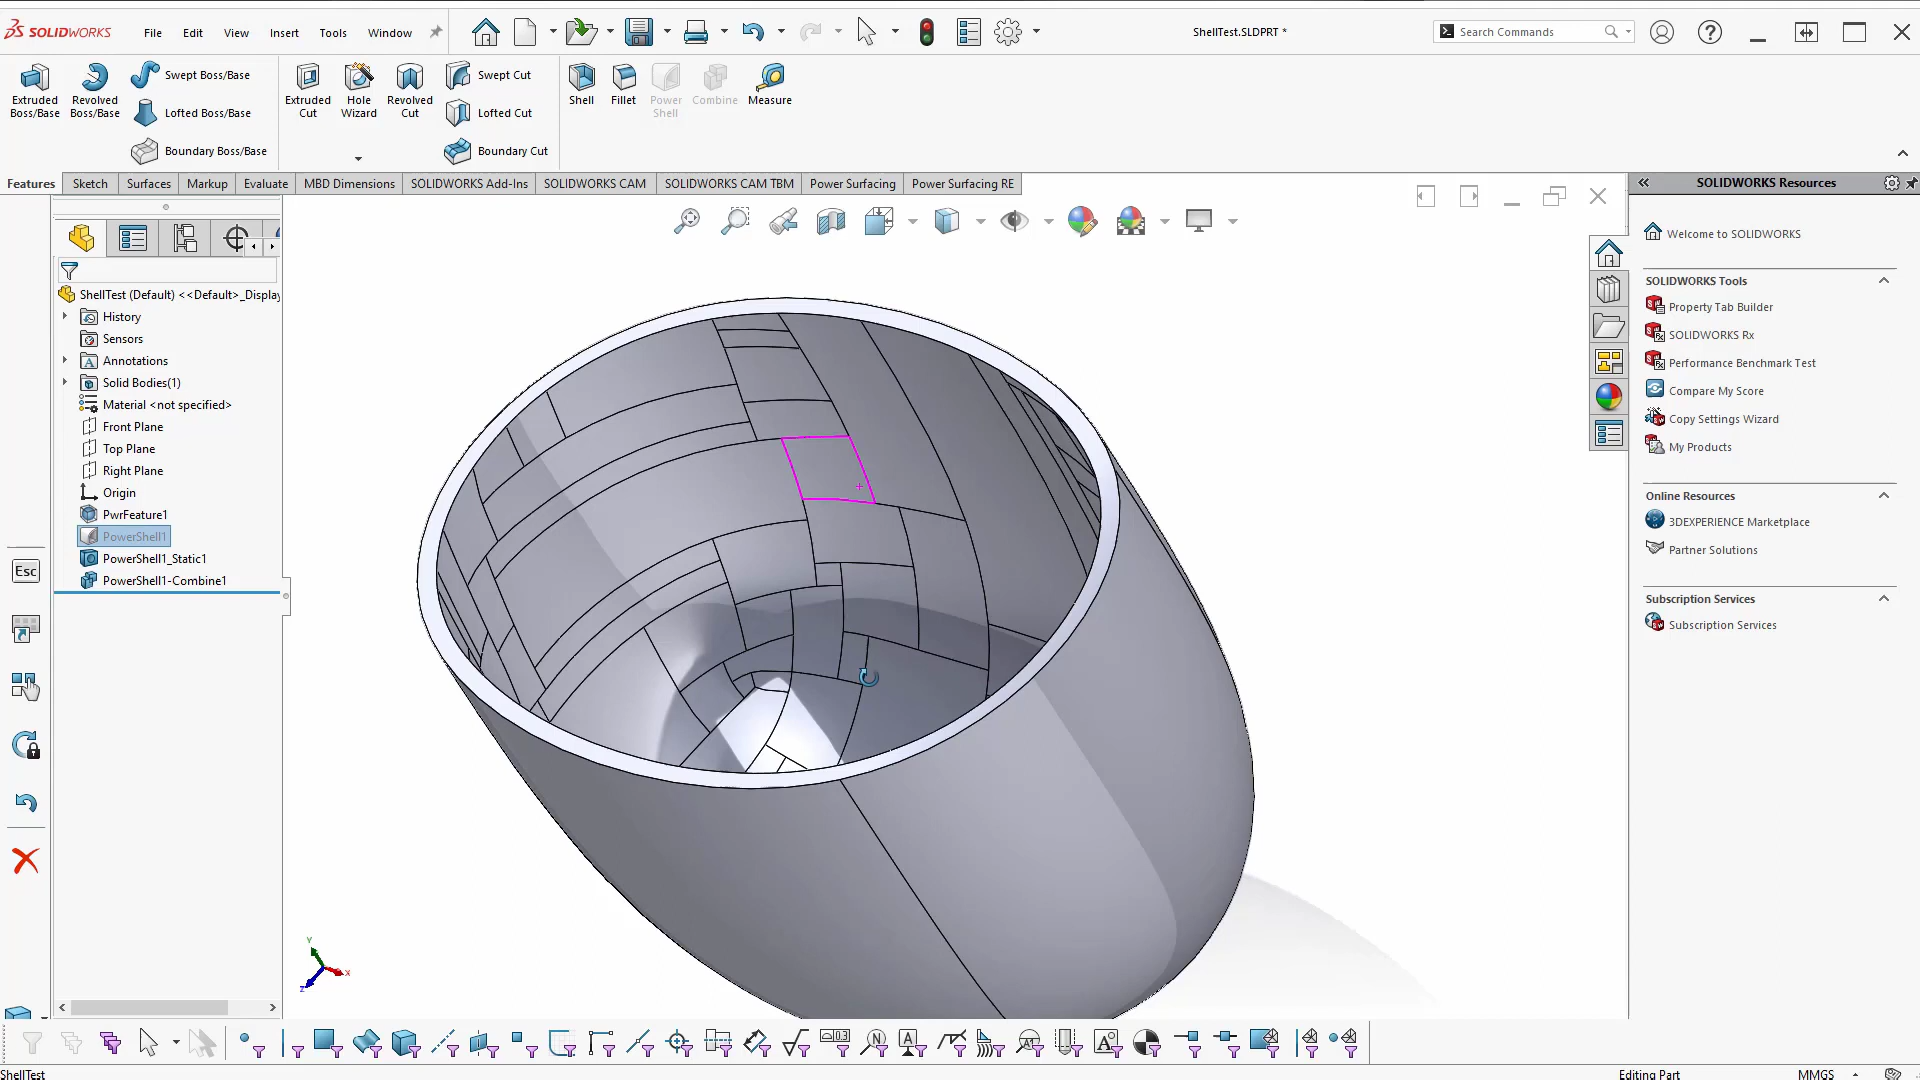 SOLIDWORKS
File Edit View Insert Tools Window
ShellTest.SLDPRT *
Search Commands
Extruded Boss/Base
Revolved Boss/Base
Swept Boss/Base
Lofted Boss/Base
Boundary Boss/Base
Extruded Cut
Hole Wizard
Revolved Cut
Swept Cut
Lofted Cut
Boundary Cut
Shell
Fillet
Power Shell
Combine
Measure
Features Sketch Surfaces Markup Evaluate MBD Dimensions SOLIDWORKS Add-Ins SOLIDWORKS CAM SOLIDWORKS CAM TBM Power Surfacing Power Surfacing RE
ShellTest (Default) <<Default>_Display
History
Sensors
Annotations
Solid Bodies(1)
Material <not specified>
Front Plane
Top Plane
Right Plane
Origin
PwrFeature1
PowerShell1
PowerShell1_Static1
PowerShell1-Combine1
Esc
Y
X
Z
SOLIDWORKS Resources
Welcome to SOLIDWORKS
SOLIDWORKS Tools
Property Tab Builder
SOLIDWORKS Rx
Performance Benchmark Test
Compare My Score
Copy Settings Wizard
My Products
Online Resources
3DEXPERIENCE Marketplace
Partner Solutions
Subscription Services
Subscription Services
ShellTest
Editing Part
MMGS